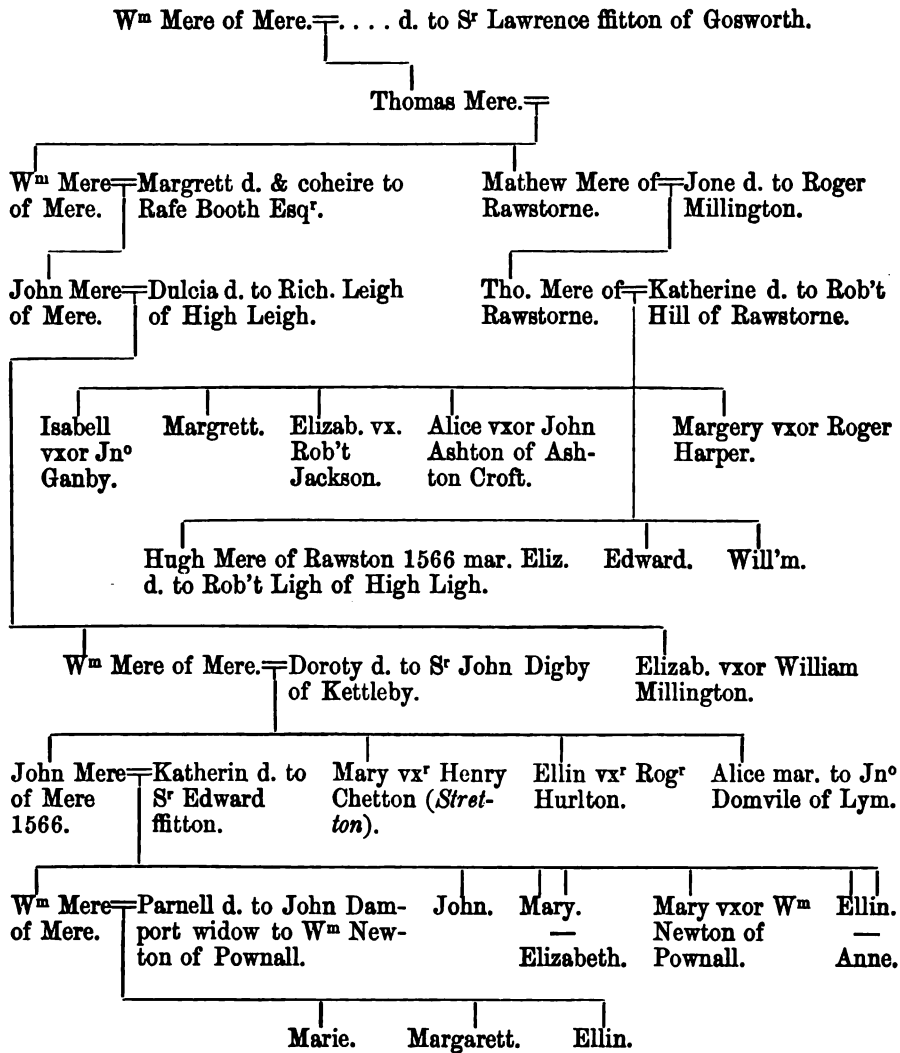 Wᵐ Mere of Mere.=.... d. to Sʳ Lawrence ffitton of Gosworth.
Thomas Mere.=
Wᵐ Mere=Margrett d. & coheire to
of Mere. Rafe Booth Esqʳ.
Mathew Mere of=Jone d. to Roger
Rawstorne. Millington.
John Mere=Dulcia d. to Rich. Leigh
of Mere. of High Leigh.
Tho. Mere of=Katherine d. to Rob't
Rawstorne. Hill of Rawstorne.
Isabell
vxor Jnº
Ganby.
Margrett.
Elizab. vx.
Rob't
Jackson.
Alice vxor John
Ashton of Ash-
ton Croft.
Margery vxor Roger
Harper.
Hugh Mere of Rawston 1566 mar. Eliz.
d. to Rob't Ligh of High Ligh.
Edward.
Will'm.
Wᵐ Mere of Mere.=Doroty d. to Sʳ John Digby
of Kettleby.
Elizab. vxor William
Millington.
John Mere=Katherin d. to
of Mere Sʳ Edward
1566. ffitton.
Mary vxʳ Henry
Chetton (Stret-
ton).
Ellin vxʳ Rogʳ
Hurlton.
Alice mar. to Jnº
Domvile of Lym.
Wᵐ Mere=Parnell d. to John Dam-
of Mere. port widow to Wᵐ New-
ton of Pownall.
John.
Mary.
—
Elizabeth.
Mary vxor Wᵐ
Newton of
Pownall.
Ellin.
—
Anne.
Marie.
Margarett.
Ellin.